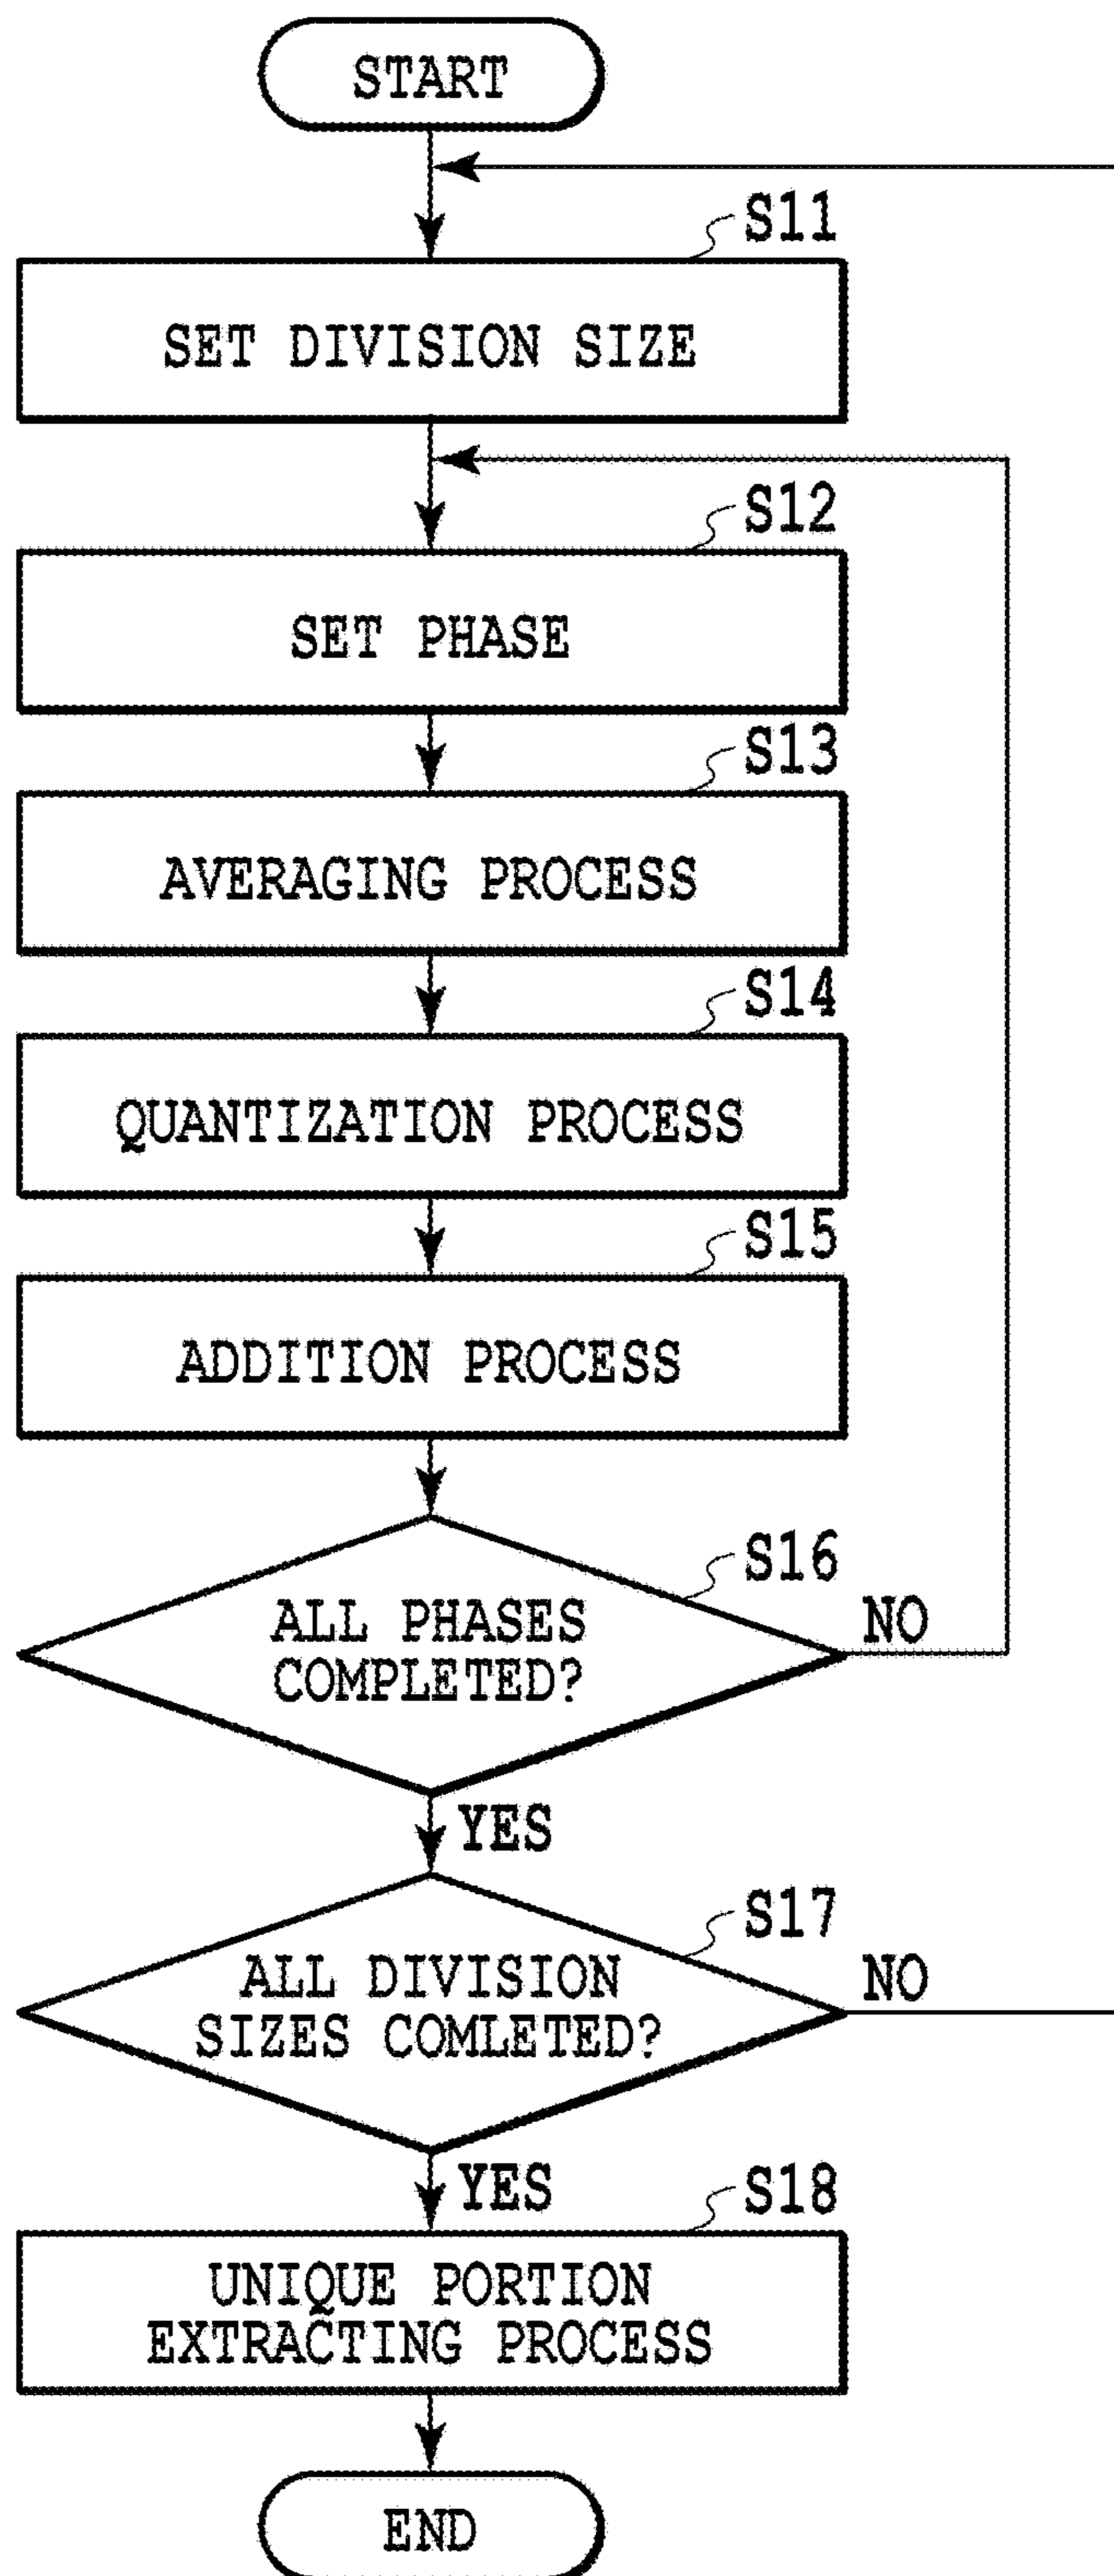 START
S11
SET DIVISION SIZE
S12
SET PHASE
S13
AVERAGING PROCESS
S14
QUANTIZATION PROCESS
S15
ADDITION PROCESS
S16
ALL PHASES
COMPLETED?
NO
YES
S17
ALL DIVISION
SIZES COMLETED?
NO
YES
S18
UNIQUE PORTION
EXTRACTING PROCESS
END